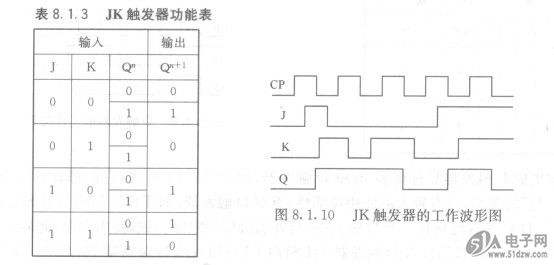 表 8.1.3 JK 触发器功能表
输入 输出
J K Qⁿ Qⁿ⁺¹
0 0 0 0
1 1
0 1 0 0
1
1 0 0 1
1
1 1 0 1
1 0
CP
J
K
Q
图 8.1.10 JK 触发器的工作波形图
51A 电子网
www.51dzw.com